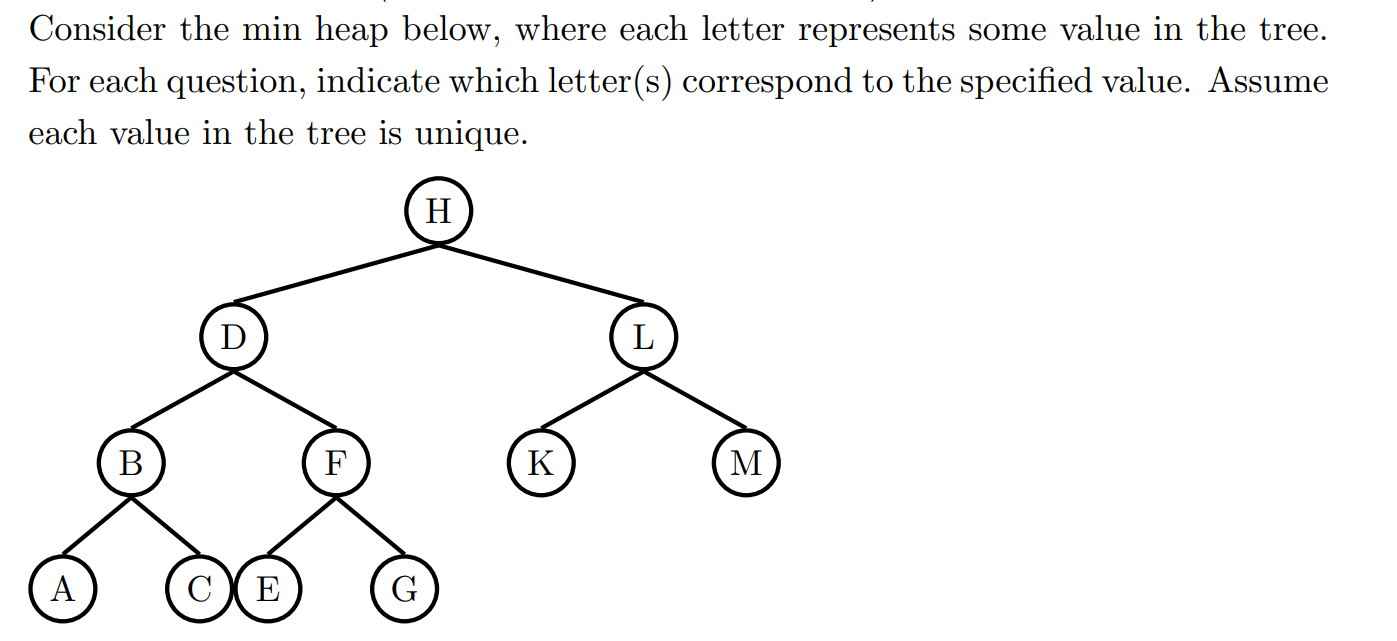 Consider the min heap below, where each letter represents some value in the tree.
For each question, indicate which letter(s) correspond to the specified value. Assume
each value in the tree is unique.
H
D L
B F K M
A C E G